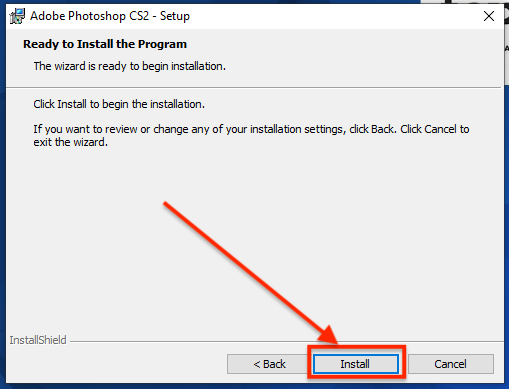 Adobe Photoshop CS2 - Setup
Ready to Install the Program
The wizard is ready to begin installation.
Click Install to begin the installation.
If you want to review or change any of your installation settings, click Back. Click Cancel to
exit the wizard.
InstallShield
< Back
Install
Cancel